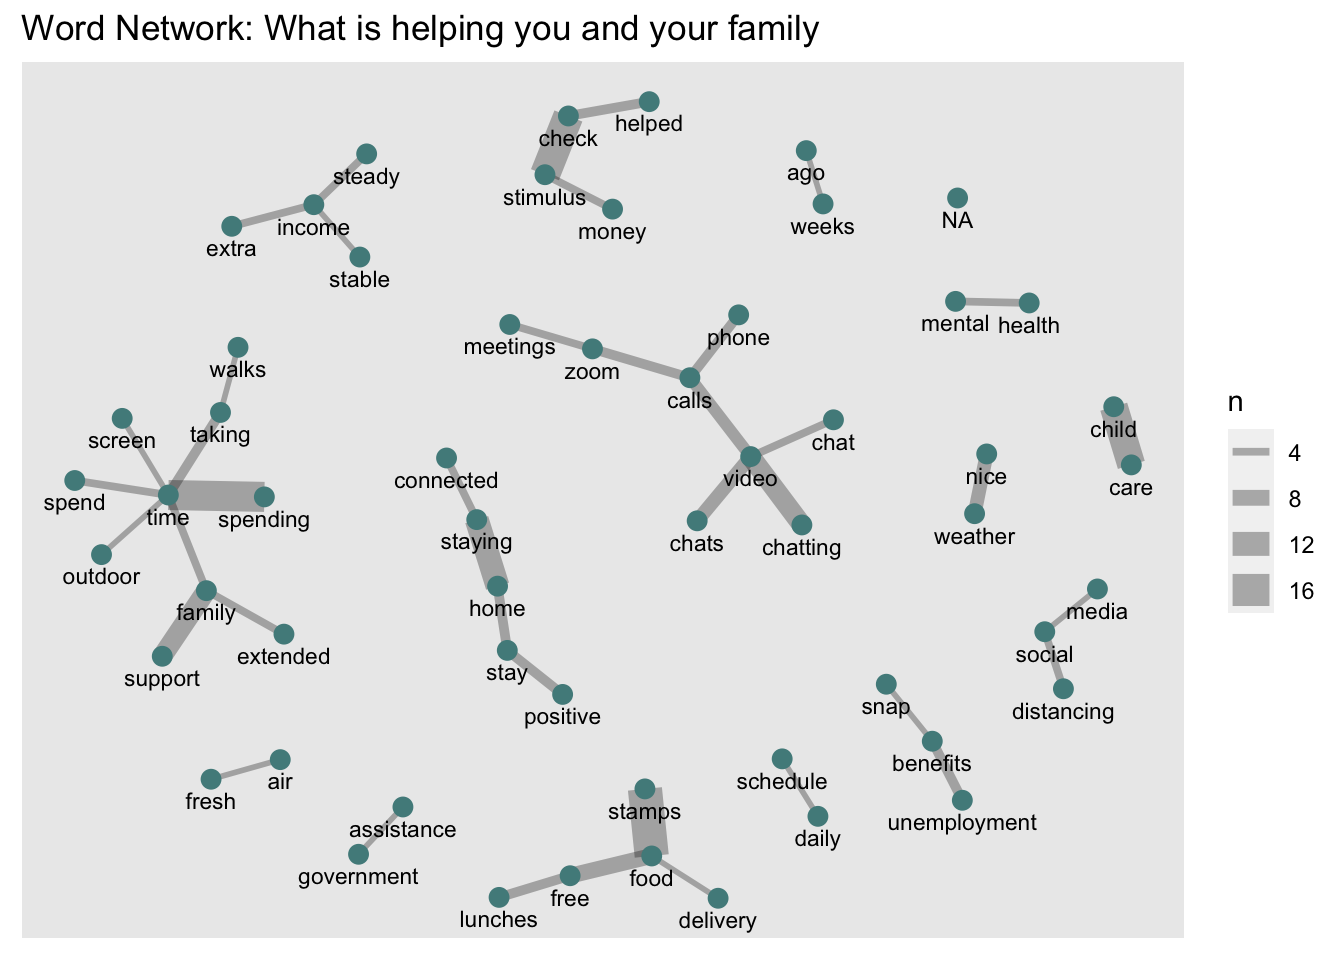 Word Network: What is helping you and your family
helped
check
steady
ago
stimulus
NA
income
weeks
money
extra
stable
mental health
phone
meetings
walks
zoom
calls
child
screen
taking
chat
nice
connected
video
care
spend
time
spending
staying
chats
chatting
weather
outdoor
family
home
media
extended
support
stay
social
positive
snap
distancing
benefits
fresh
air
schedule
stamps
unemployment
assistance
daily
government
food
free
lunches
delivery
n
4
8
12
16